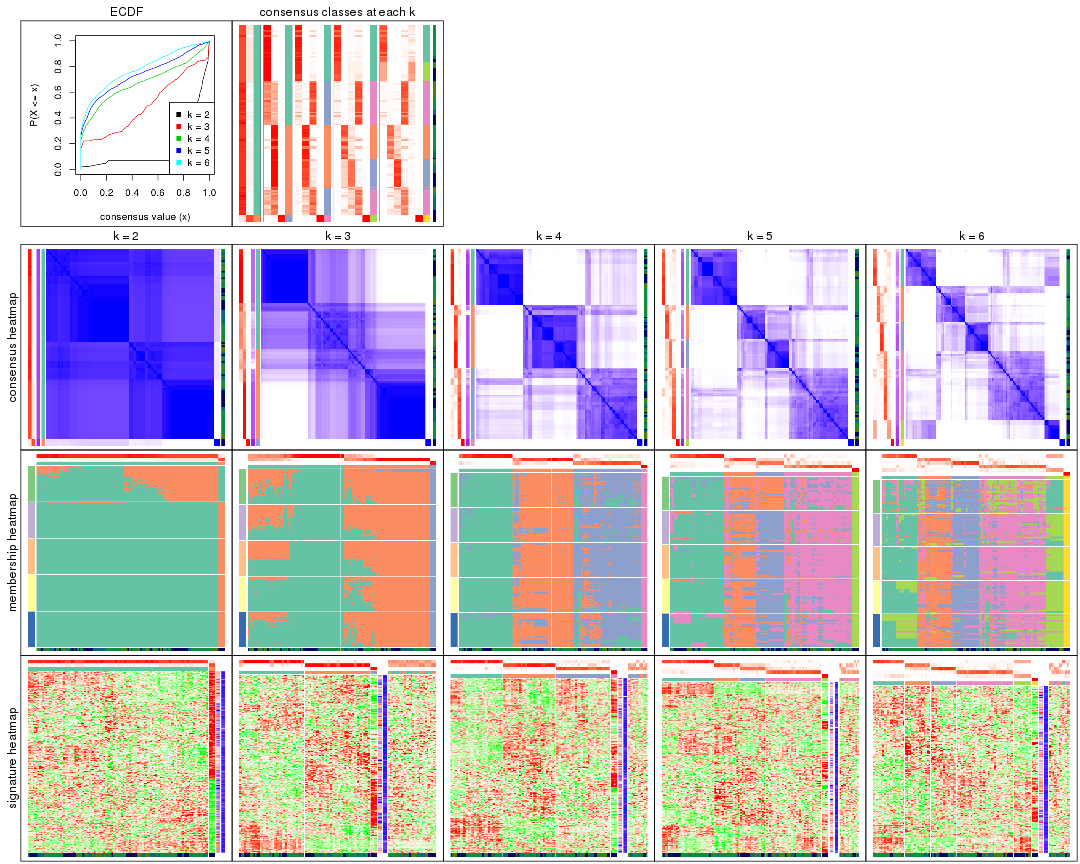 ECDF
consensus classes at each k
P(X <= x)
0.0 0.2 0.4 0.6 0.8 1.0
k = 2
k = 3
k = 4
k = 5
k = 6
0.0 0.2 0.4 0.6 0.8 1.0
consensus value (x)
k = 2
k = 3
k = 4
k = 5
k = 6
consensus heatmap
membership heatmap
signature heatmap